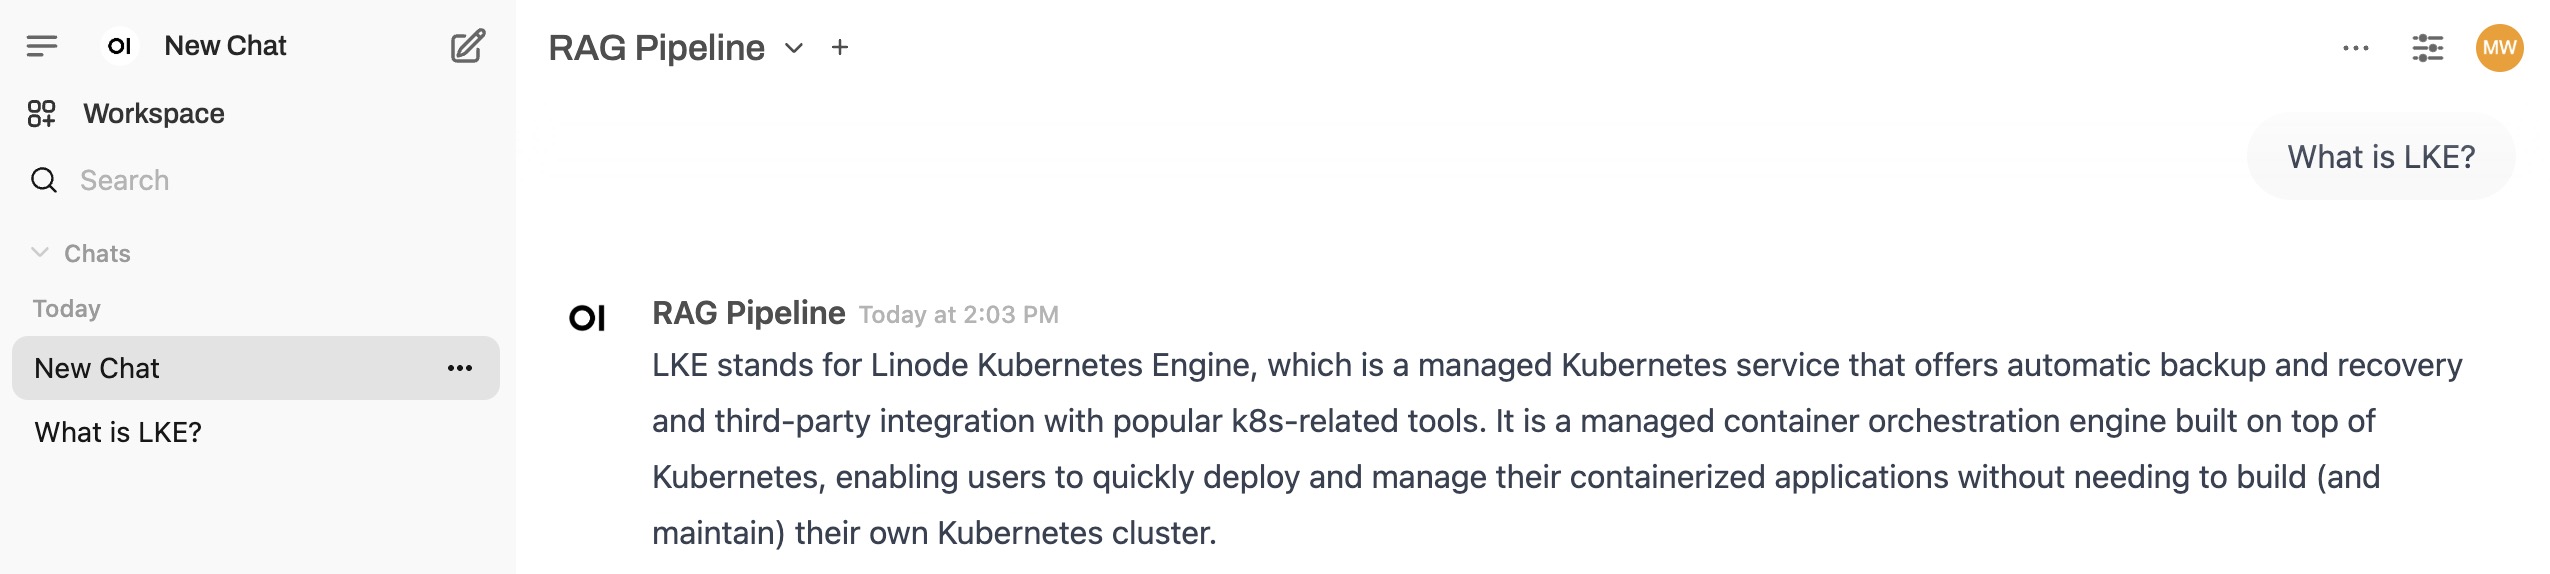 OI New Chat
Workspace
Search
Chats
Today
New Chat
What is LKE?
RAG Pipeline
MW
What is LKE?
OI
RAG Pipeline Today at 2:03 PM
LKE stands for Linode Kubernetes Engine, which is a managed Kubernetes service that offers automatic backup and recovery
and third-party integration with popular k8s-related tools. It is a managed container orchestration engine built on top of
Kubernetes, enabling users to quickly deploy and manage their containerized applications without needing to build (and
maintain) their own Kubernetes cluster.